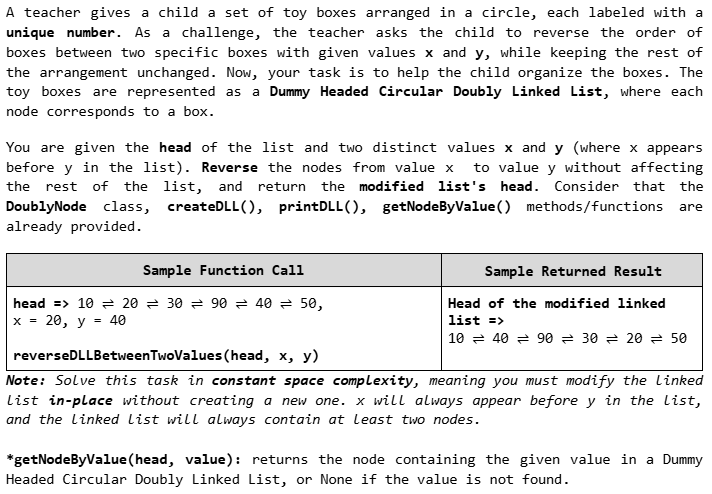 A teacher gives a child a set of toy boxes arranged in a circle, each labeled with a
unique number. As a challenge, the teacher asks the child to reverse the order of
boxes between two specific boxes with given values x and y, while keeping the rest of
the arrangement unchanged. Now, your task is to help the child organize the boxes. The
toy boxes are represented as a Dummy Headed Circular Doubly Linked List, where each
node corresponds to a box.
You are given the head of the list and two distinct values x and y (where x appears
before y in the list). Reverse the nodes from value x to value y without affecting
the rest of the list, and return the modified list's head. Consider that the
DoublyNode class, createDLL(), printDLL(), getNodeByValue() methods/functions are
already provided.
Sample Function Call
Sample Returned Result
head => 10 ⇌ 20 ⇌ 30 ⇌ 90 ⇌ 40 ⇌ 50,
x = 20, y = 40
reverseDLLBetweenTwoValues(head, x, y)
Head of the modified linked
list =>
10 ⇌ 40 ⇌ 90 ⇌ 30 ⇌ 20 ⇌ 50
Note: Solve this task in constant space complexity, meaning you must modify the linked
list in-place without creating a new one. x will always appear before y in the list,
and the linked list will always contain at least two nodes.
*getNodeByValue(head, value): returns the node containing the given value in a Dummy
Headed Circular Doubly Linked List, or None if the value is not found.